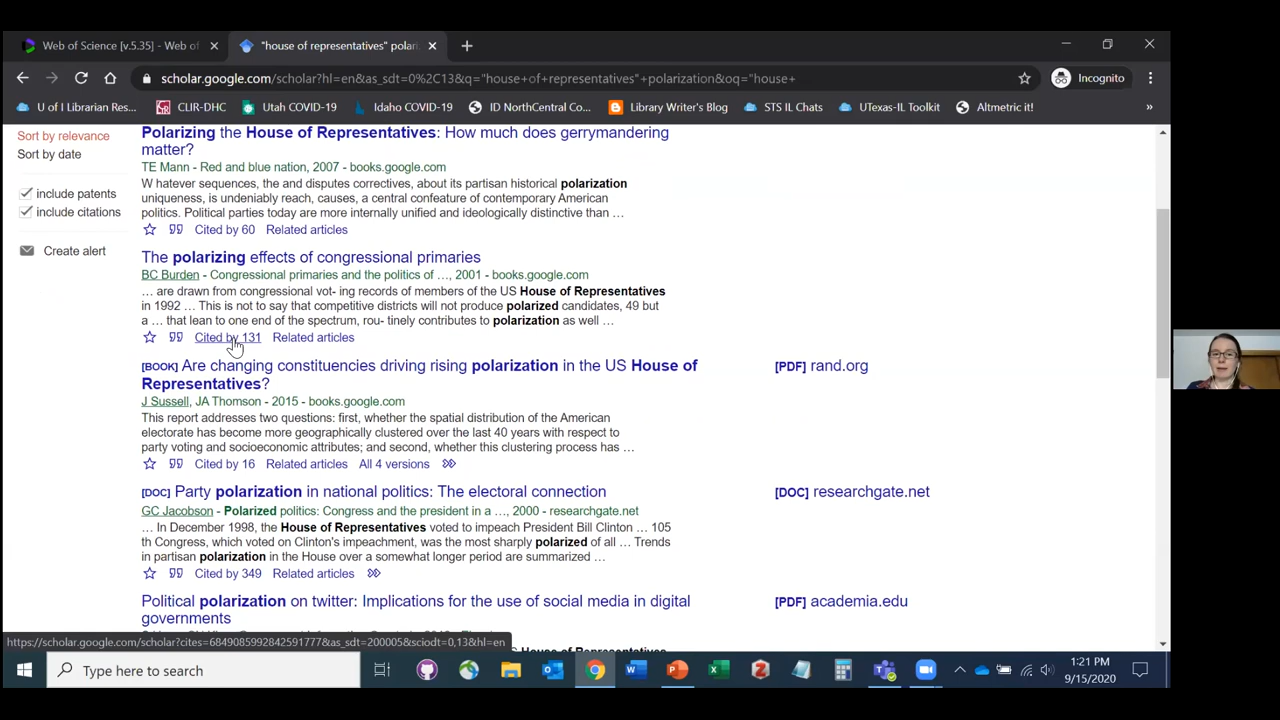 Web of Science [v.5.35] - Web of
"house of representatives" polari
scholar.google.com/scholar?hl=en&as_sdt=0%2C13&q="house+of+representatives"+polarization&oq="house+
Incognito
U of I Librarian Res...
CLIR-DHC
Utah COVID-19
Idaho COVID-19
ID NorthCentral Co...
Library Writer's Blog
STS IL Chats
UTexas-IL Toolkit
Altmetric it!
»
Sort by relevance
Sort by date
include patents
include citations
Create alert
Polarizing the House of Representatives: How much does gerrymandering
matter?
TE Mann - Red and blue nation, 2007 - books.google.com
W hatever sequences, the and disputes correctives, about its partisan historical polarization
uniqueness, is undeniably reach, causes, a central confeature of contemporary American
politics. Political parties today are more internally unified and ideologically distinctive than …
Cited by 60 Related articles
The polarizing effects of congressional primaries
BC Burden - Congressional primaries and the politics of …, 2001 - books.google.com
… are drawn from congressional vot- ing records of members of the US House of Representatives
in 1992 … This is not to say that competitive districts will not produce polarized candidates, 49 but
a … that lean to one end of the spectrum, rou- tinely contributes to polarization as well …
Cited by 131 Related articles
[BOOK] Are changing constituencies driving rising polarization in the US House of
Representatives?
[PDF] rand.org
J Sussell, JA Thomson - 2015 - books.google.com
This report addresses two questions: first, whether the spatial distribution of the American
electorate has become more geographically clustered over the last 40 years with respect to
party voting and socioeconomic attributes; and second, whether this clustering process has …
Cited by 16 Related articles All 4 versions
[DOC] Party polarization in national politics: The electoral connection
[DOC] researchgate.net
GC Jacobson - Polarized politics: Congress and the president in a …, 2000 - researchgate.net
… In December 1998, the House of Representatives voted to impeach President Bill Clinton … 105
th Congress, which voted on Clinton's impeachment, was the most sharply polarized of all … Trends
in partisan polarization in the House over a somewhat longer period are summarized …
Cited by 349 Related articles
Political polarization on twitter: Implications for the use of social media in digital
governments
[PDF] academia.edu
https://scholar.google.com/scholar?cites=6849085992842591777&as_sdt=200005&sciodt=0,13&hl=en
Type here to search
1:21 PM
9/15/2020